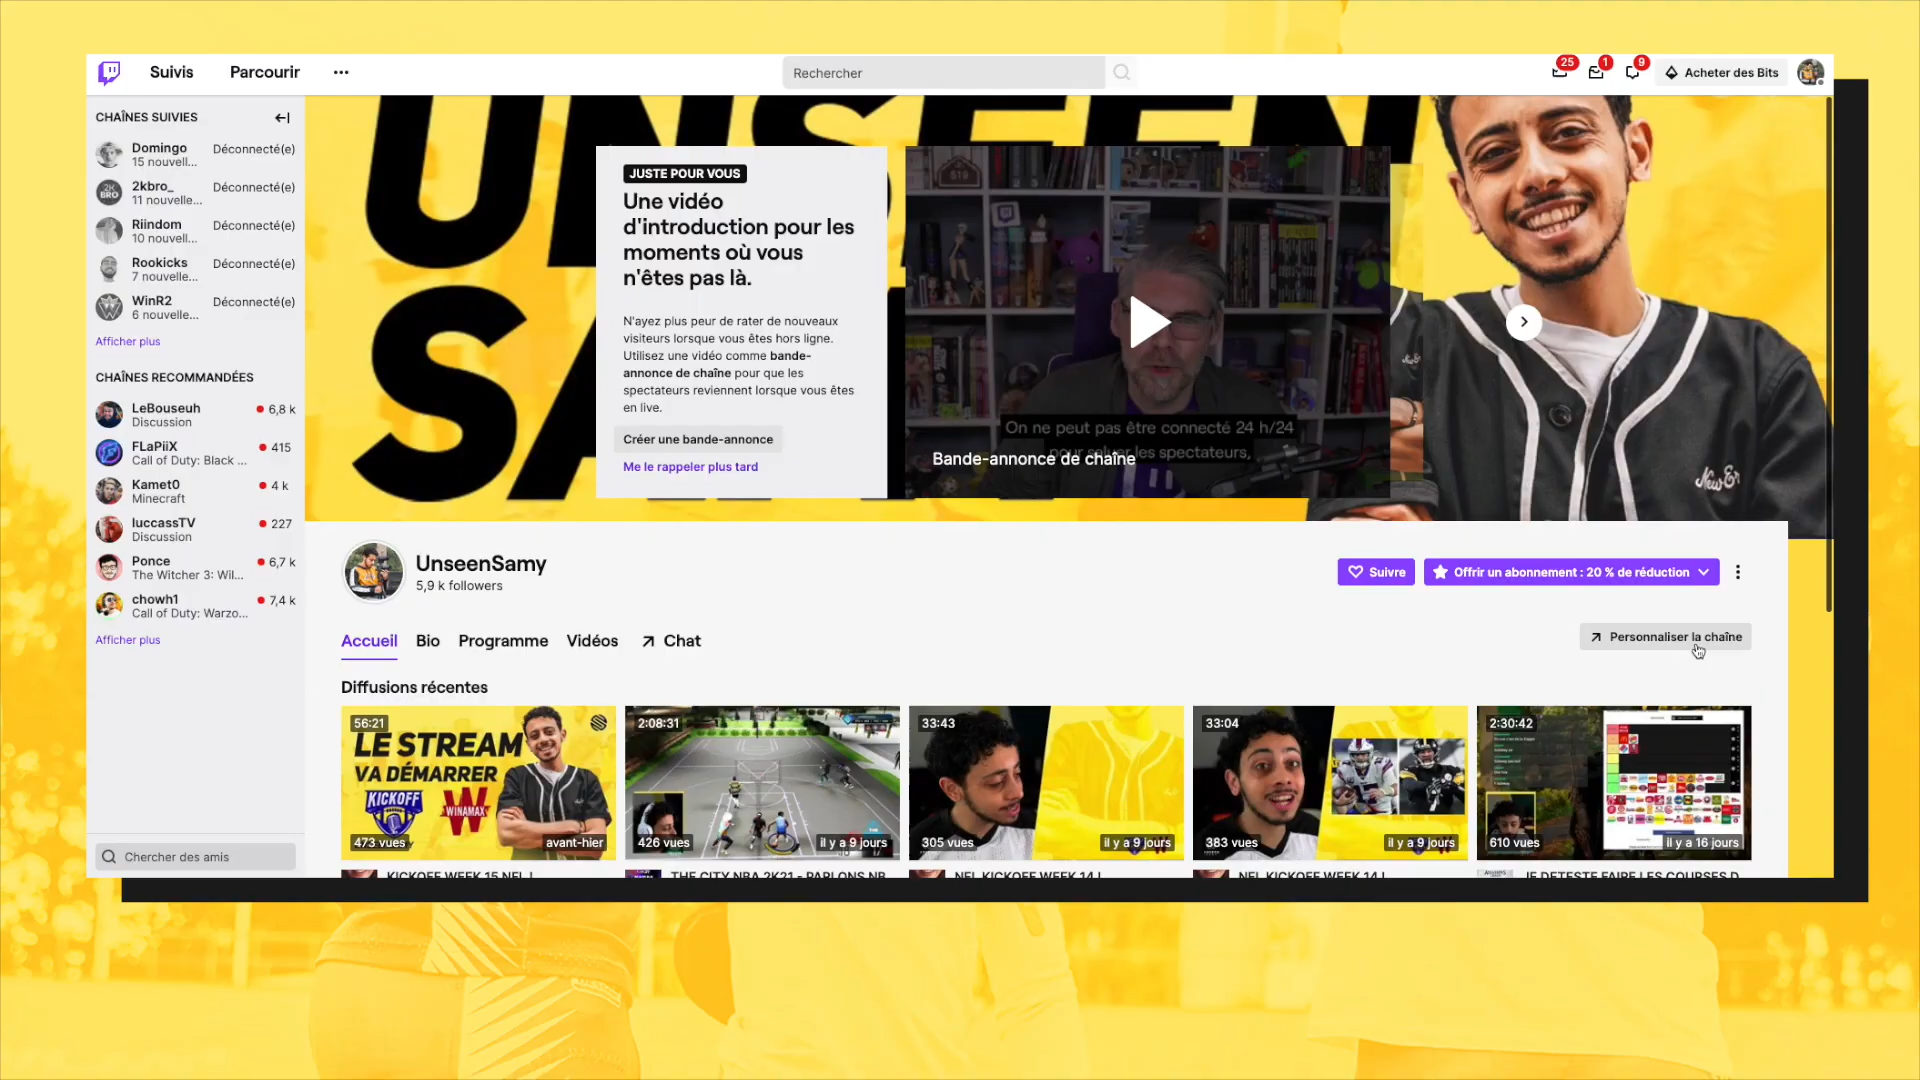 Suivis
Parcourir
Rechercher
25
1
9
Acheter des Bits
CHAÎNES SUIVIES
Domingo
15 nouvell...
Déconnecté(e)
2kbro_
11 nouvelle...
Déconnecté(e)
Riindom
10 nouvell...
Déconnecté(e)
Rookicks
7 nouvelle...
Déconnecté(e)
WinR2
6 nouvelle...
Déconnecté(e)
Afficher plus
CHAÎNES RECOMMANDÉES
LeBouseuh
Discussion
6,8 k
FLaPiiX
Call of Duty: Black ...
415
Kamet0
Minecraft
4 k
luccassTV
Discussion
227
Ponce
The Witcher 3: Wil...
6,7 k
chowh1
Call of Duty: Warzo...
7,4 k
Afficher plus
Chercher des amis
UNSEEN
JUSTE POUR VOUS
Une vidéo
d'introduction pour les
moments où vous
n'êtes pas là.
N'ayez plus peur de rater de nouveaux
visiteurs lorsque vous êtes hors ligne.
Utilisez une vidéo comme bande-
annonce de chaîne pour que les
spectateurs reviennent lorsque vous êtes
en live.
Créer une bande-annonce
Me le rappeler plus tard
619
On ne peut pas être connecté 24 h/24
pour saluer les spectateurs,
Bande-annonce de chaîne
New Er
UnseenSamy
5,9 k followers
Suivre
Offrir un abonnement : 20 % de réduction
Accueil
Bio
Programme
Vidéos
Chat
Personnaliser la chaîne
Diffusions récentes
56:21
LE STREAM
VA DÉMARRER
KICKOFF
WINAMAX
473 vues
avant-hier
2:08:31
426 vues
il y a 9 jours
33:43
305 vues
il y a 9 jours
33:04
383 vues
il y a 9 jours
2:30:42
610 vues
il y a 16 jours
KICKOFF WEEK 15 NFL !
THE CITY NBA 2K21 - PARLONS NB
NFL KICKOFF WEEK 14 !
NFL KICKOFF WEEK 14 !
JE DETESTE FAIRE LES COURSES D